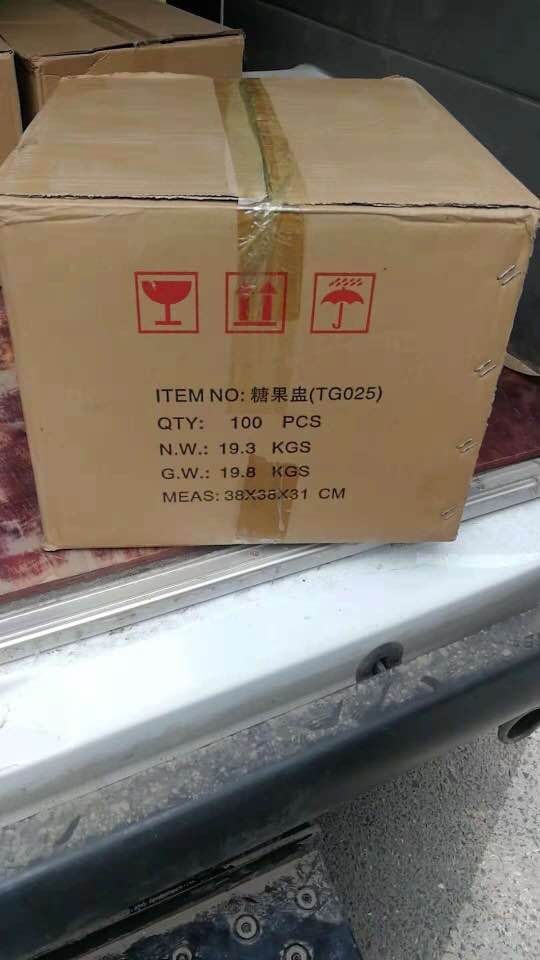 ITEM NO: 糖果盅(TG025)
QTY: 100 PCS
N.W.: 19.3 KGS
G.W.: 19.8 KGS
MEAS: 38X38X31 CM